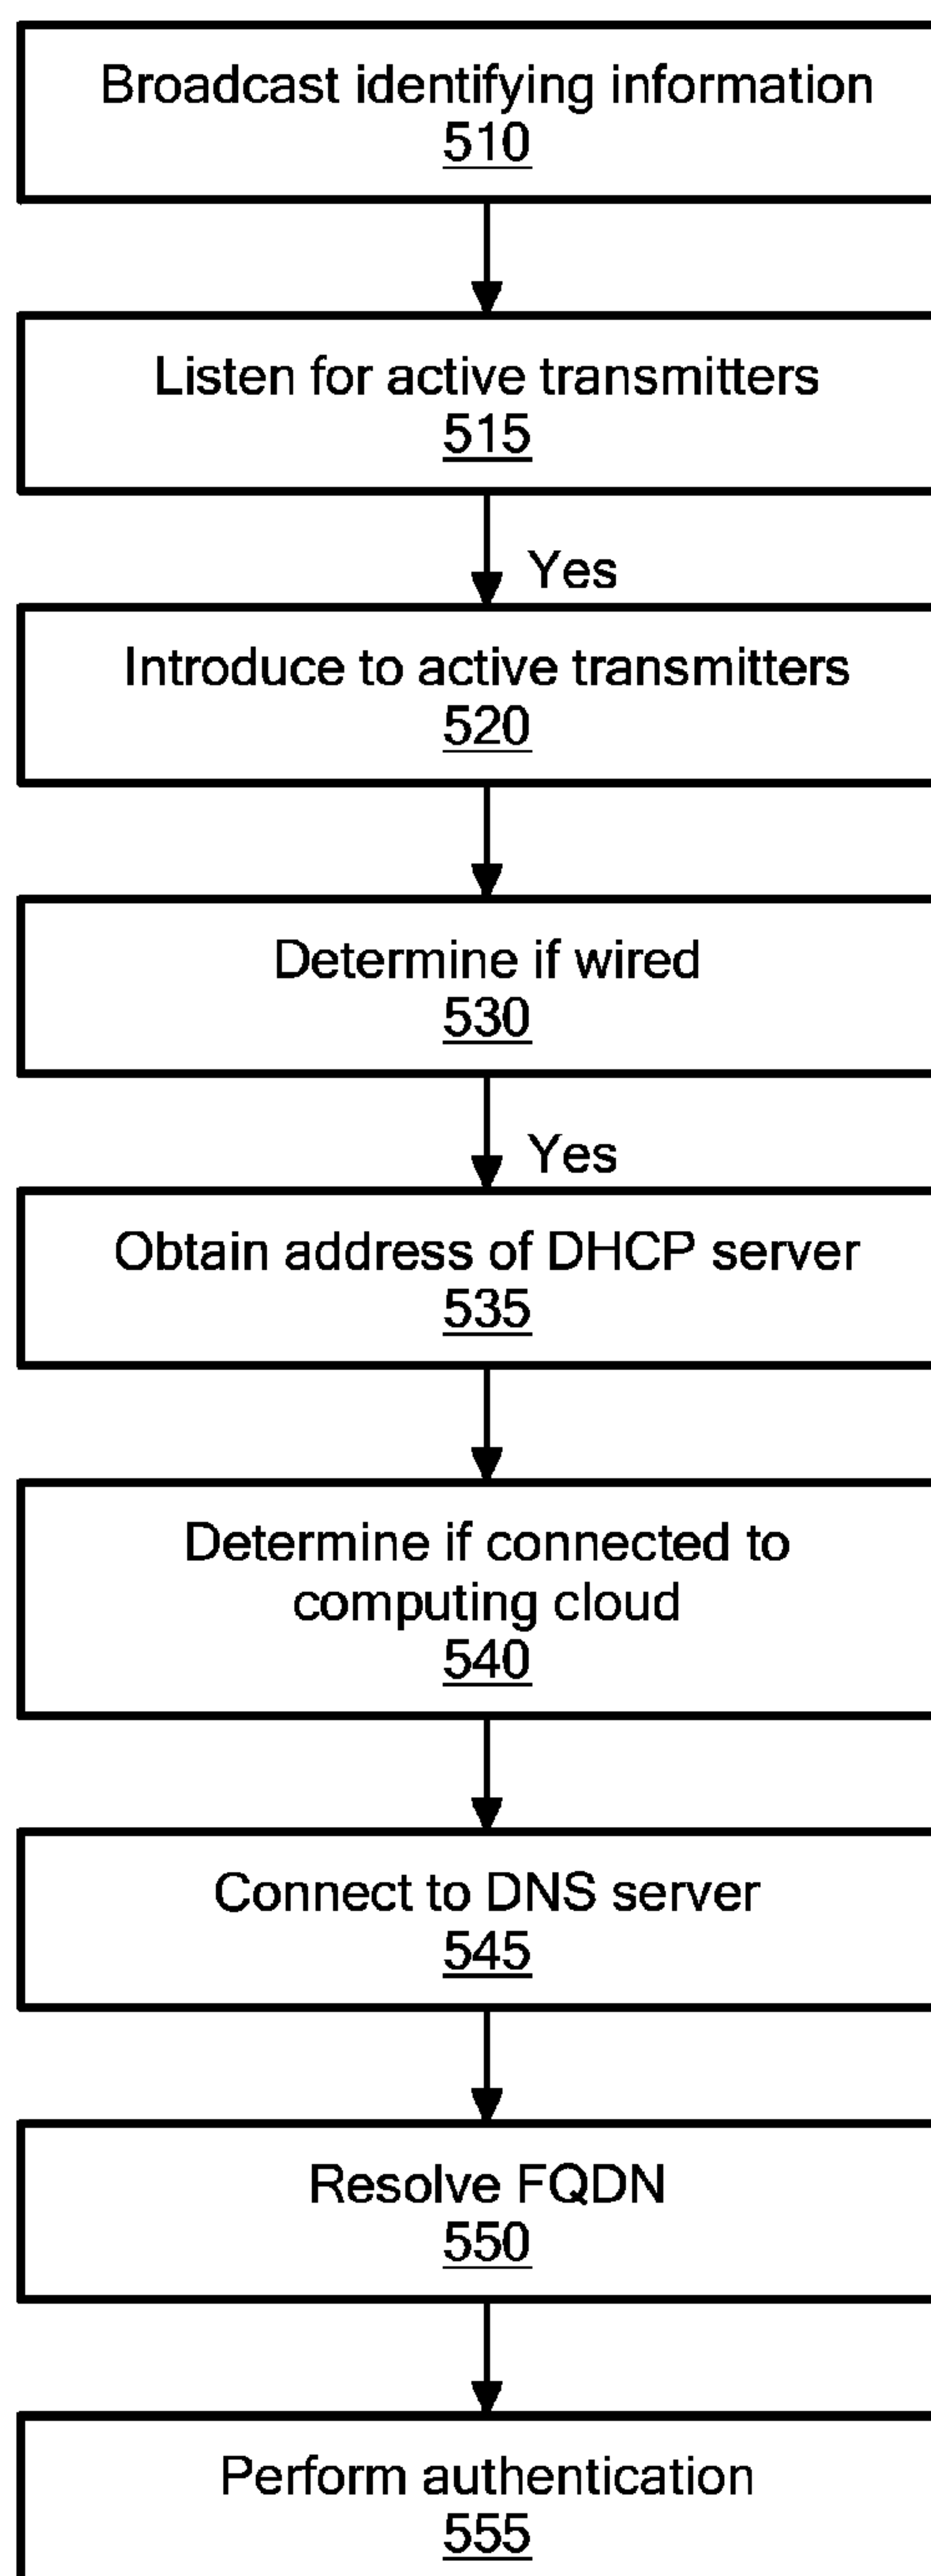 Broadcast identifying information
510
Listen for active transmitters
515
Yes
Introduce to active transmitters
520
Determine if wired
530
Yes
Obtain address of DHCP server
535
Determine if connected to
computing cloud
540
Connect to DNS server
545
Resolve FQDN
550
Perform authentication
555